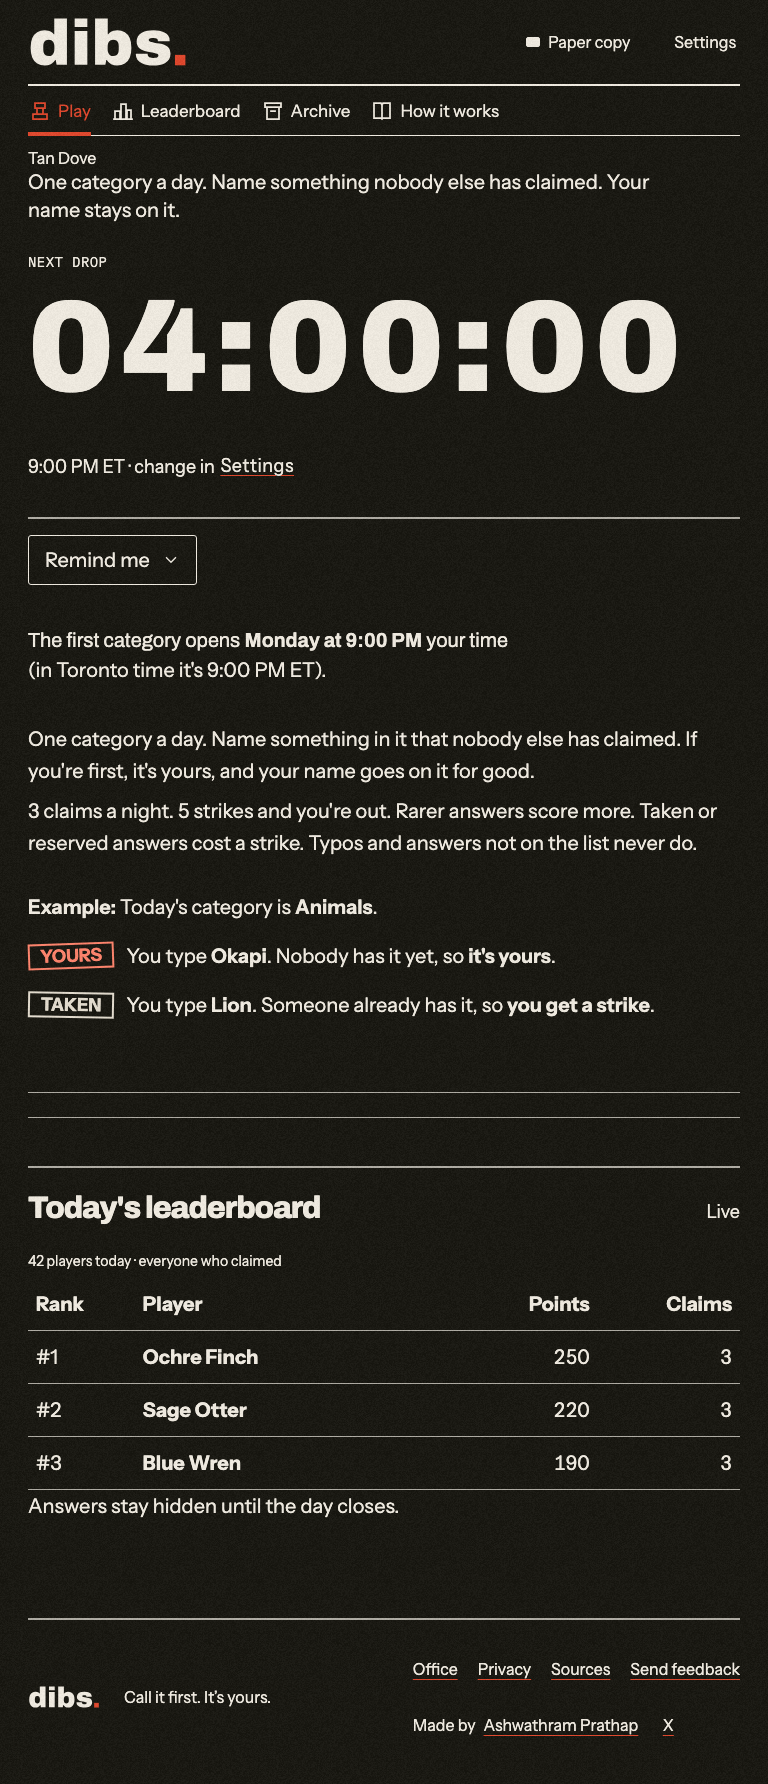 dibs.
Paper copy Settings
Play Leaderboard Archive How it works
Tan Dove
One category a day. Name something nobody else has claimed. Your
name stays on it.
NEXT DROP
04:00:00
9:00 PM ET · change in Settings
Remind me
The first category opens Monday at 9:00 PM your time
(in Toronto time it's 9:00 PM ET).
One category a day. Name something in it that nobody else has claimed. If
you're first, it's yours, and your name goes on it for good.
3 claims a night. 5 strikes and you're out. Rarer answers score more. Taken or
reserved answers cost a strike. Typos and answers not on the list never do.
Example: Today's category is Animals.
YOURS You type Okapi. Nobody has it yet, so it's yours.
TAKEN You type Lion. Someone already has it, so you get a strike.
Today's leaderboard Live
42 players today · everyone who claimed
Rank Player Points Claims
#1 Ochre Finch 250 3
#2 Sage Otter 220 3
#3 Blue Wren 190 3
Answers stay hidden until the day closes.
Office Privacy Sources Send feedback
dibs. Call it first. It's yours.
Made by Ashwathram Prathap X